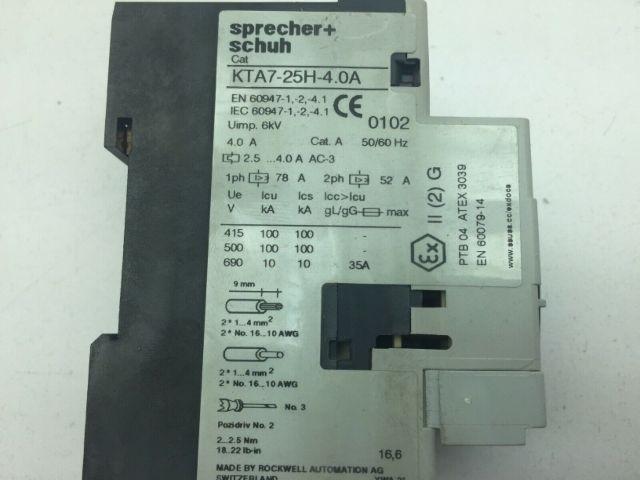 sprecher+
schuh
Cat
KTA7-25H-4.0A
EN 60947-1,-2,-4.1
IEC 60947-1,-2,-4.1
CE
0102
Uimp. 6kV
4.0 A Cat. A 50/60 Hz
2.5 ...4.0 A AC-3
1ph 78 A 2ph 52 A
Ue Icu Ics Icc>Icu
V kA kA gL/gG max
415 100 100 -
500 100 100 -
690 10 10 35A
9 mm
2* 1...4 mm²
2* No. 16...10 AWG
2* 1...4 mm²
2* No. 16...10 AWG
No. 3
Pozidriv No. 2
2...2.5 Nm
18...22 lb-in
16,6
MADE BY ROCKWELL AUTOMATION AG
SWITZERLAND
Ex II (2) G
PTB 04 ATEX 3039
EN 60079-14